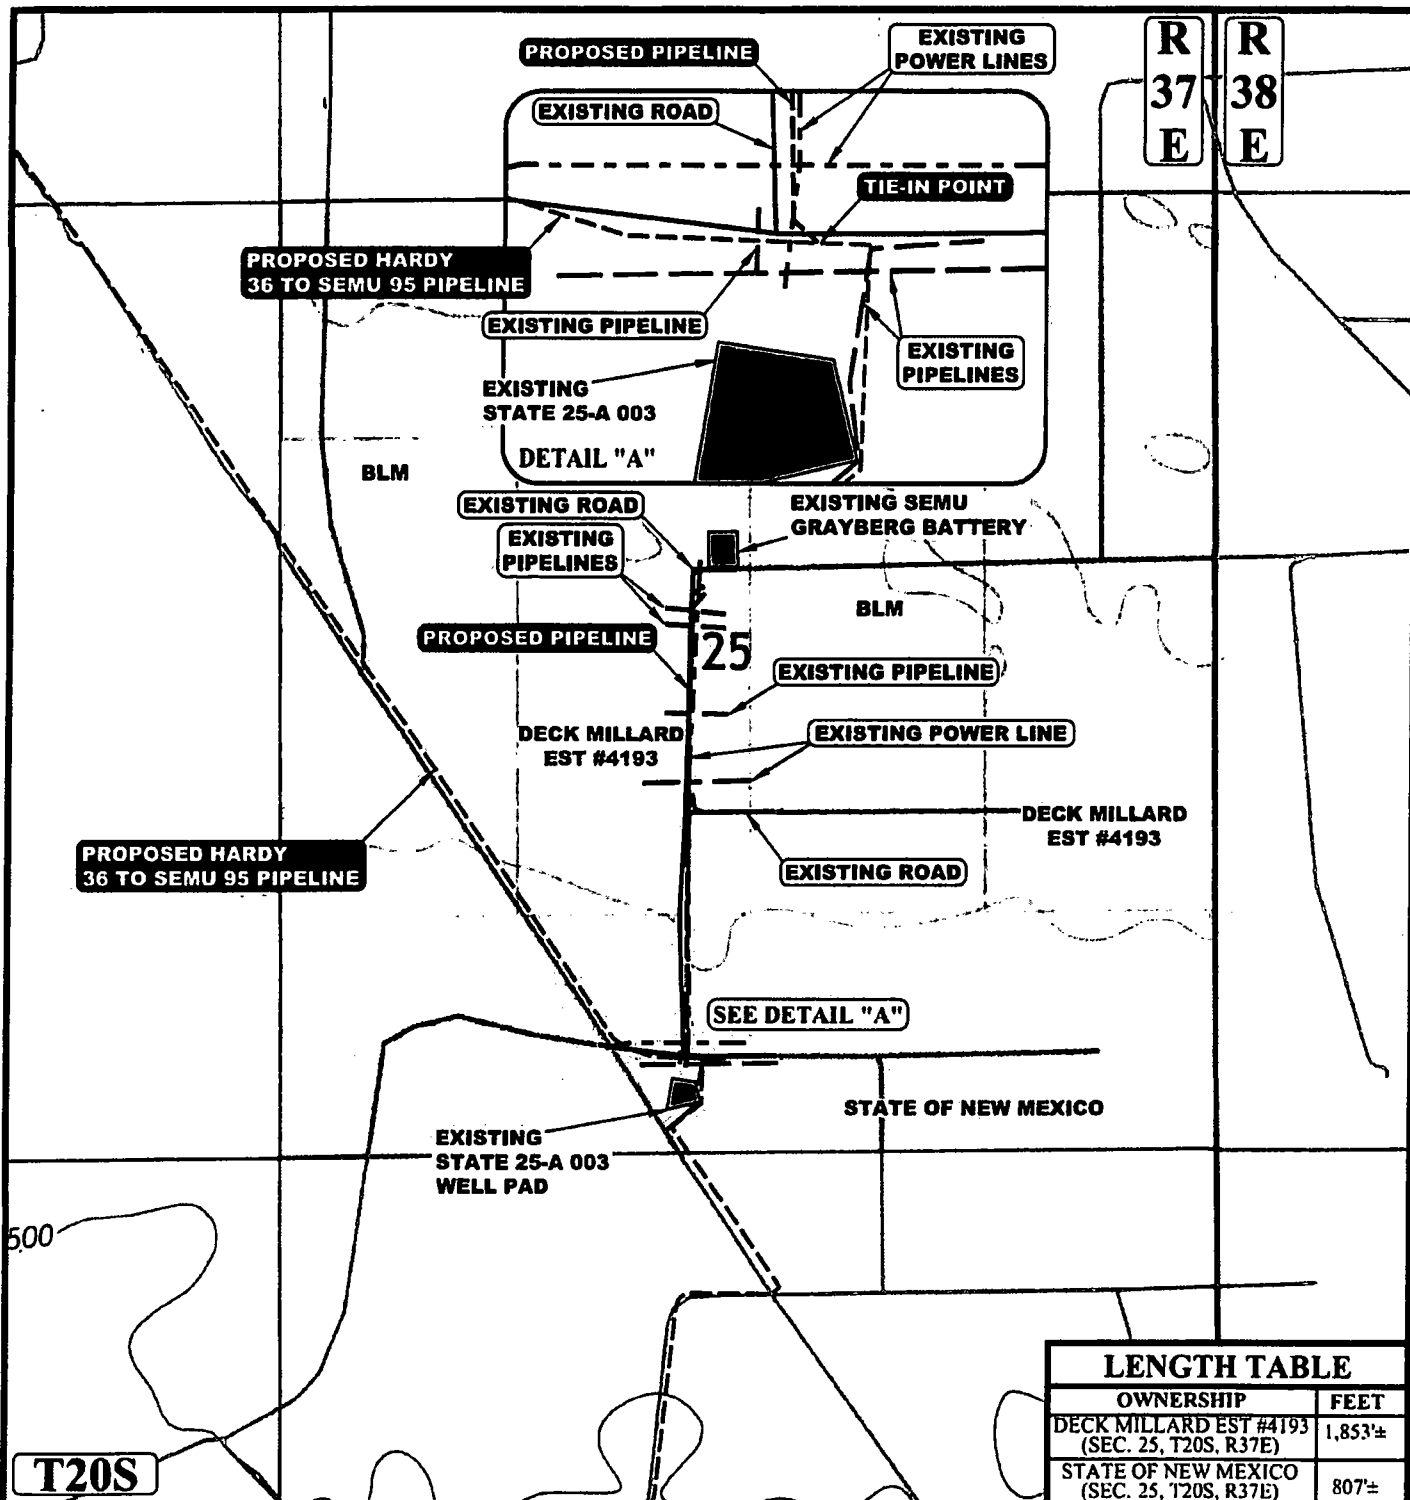 PROPOSED PIPELINE
EXISTING
POWER LINES
R
37
E
R
38
E
EXISTING ROAD
TIE-IN POINT
PROPOSED HARDY
36 TO SEMU 95 PIPELINE
EXISTING PIPELINE
EXISTING
PIPELINES
EXISTING
STATE 25-A 003
DETAIL "A"
BLM
EXISTING ROAD
EXISTING SEMU
GRAYBERG BATTERY
EXISTING
PIPELINES
BLM
PROPOSED PIPELINE
25
EXISTING PIPELINE
DECK MILLARD
EST #4193
EXISTING POWER LINE
DECK MILLARD
EST #4193
PROPOSED HARDY
36 TO SEMU 95 PIPELINE
EXISTING ROAD
SEE DETAIL "A"
STATE OF NEW MEXICO
EXISTING
STATE 25-A 003
WELL PAD
500
T20S
LENGTH TABLE
OWNERSHIP FEET
DECK MILLARD EST #4193
(SEC. 25, T20S, R37E) 1,853'±
STATE OF NEW MEXICO
(SEC. 25, T20S, R37E) 807'±